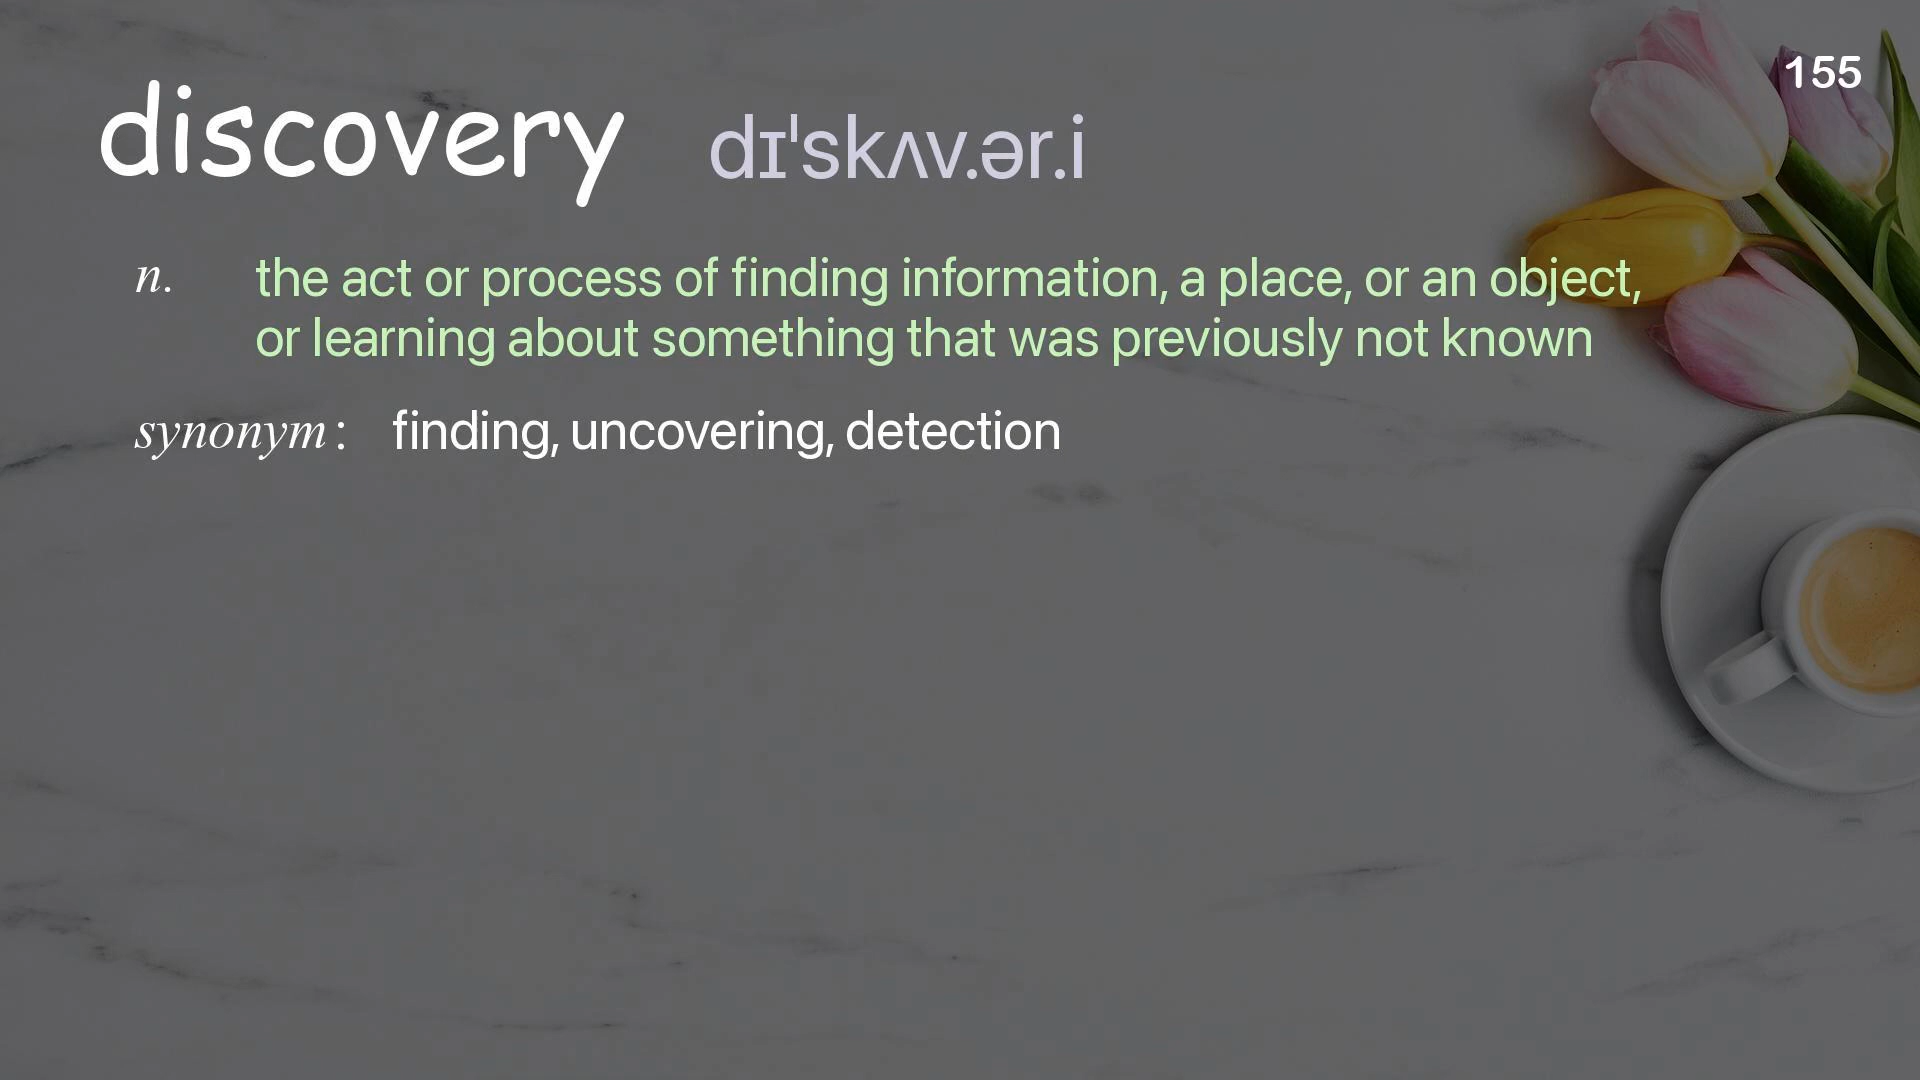 155
discovery dɪˈskʌv.ər.i
n. the act or process of finding information, a place, or an object,
or learning about something that was previously not known
synonym: finding, uncovering, detection